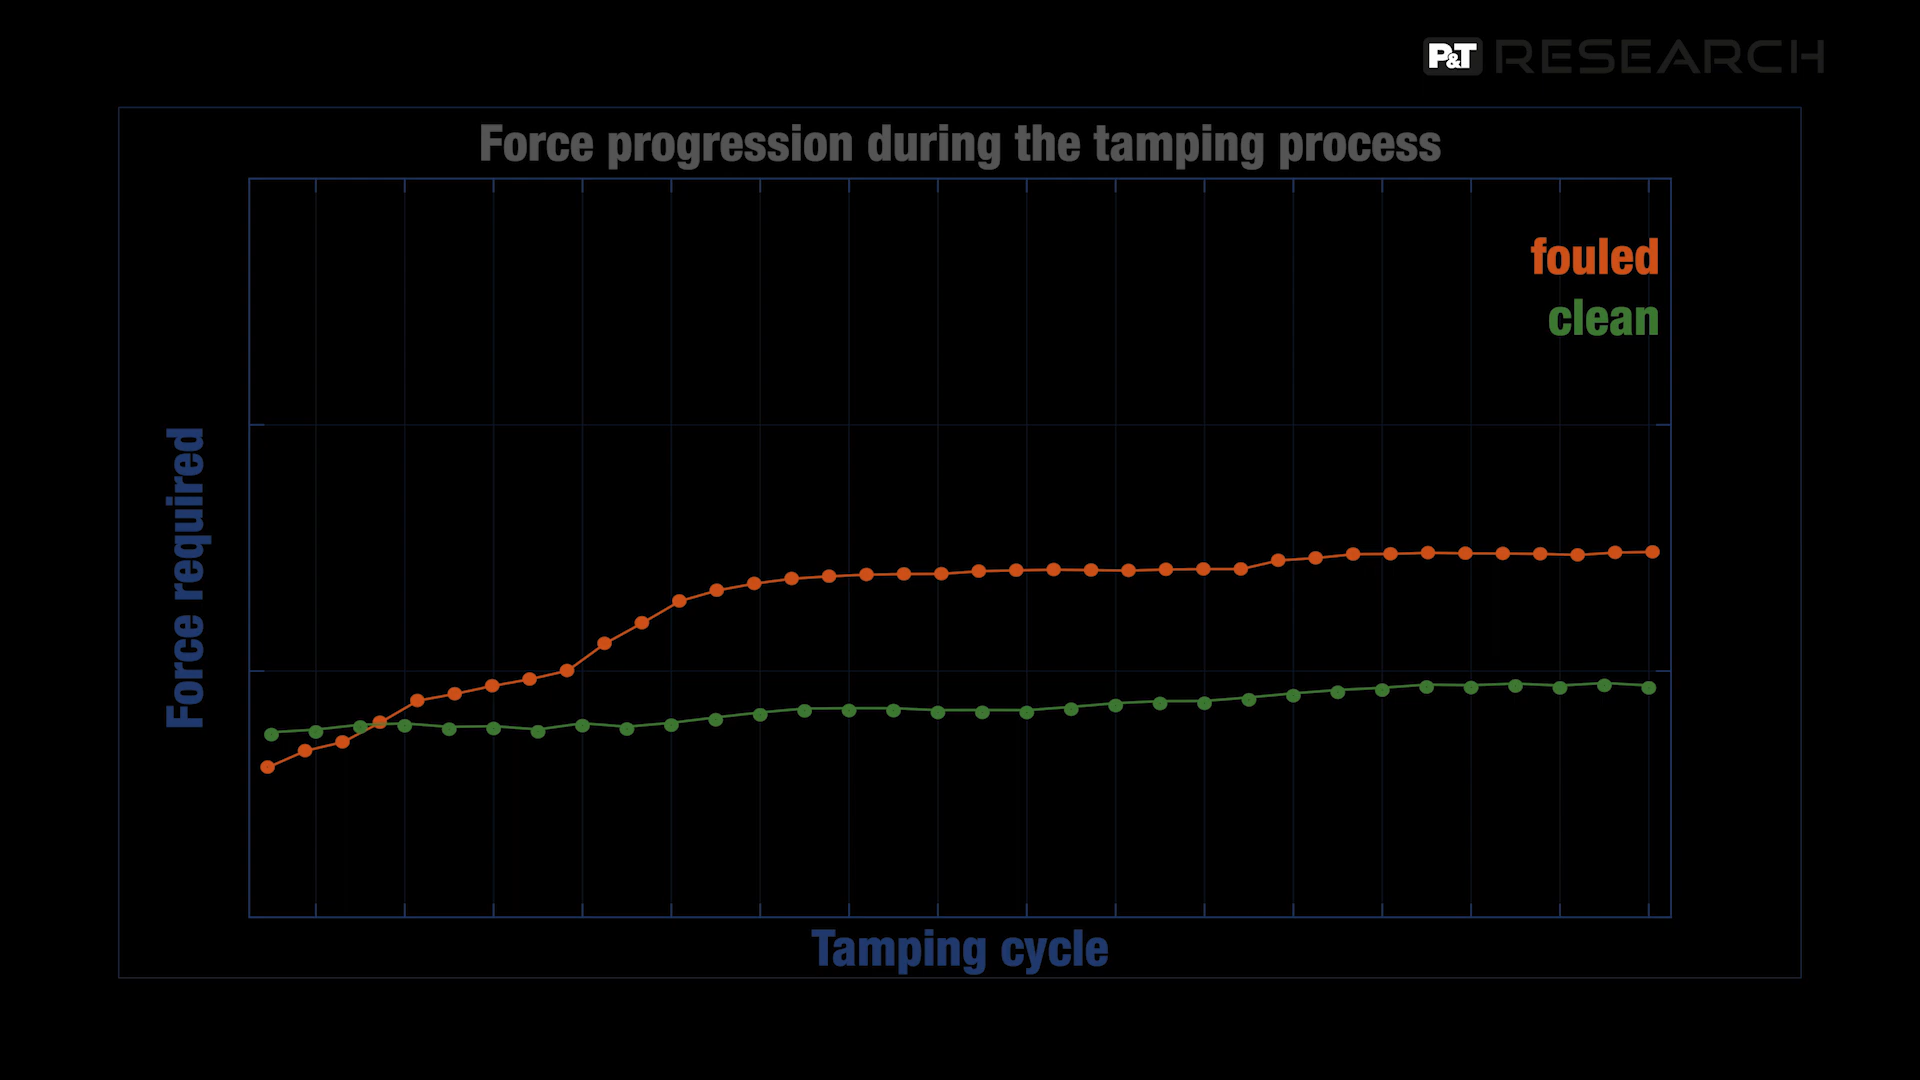 P&T RESEARCH
Force progression during the tamping process
fouled
clean
Force required
Tamping cycle